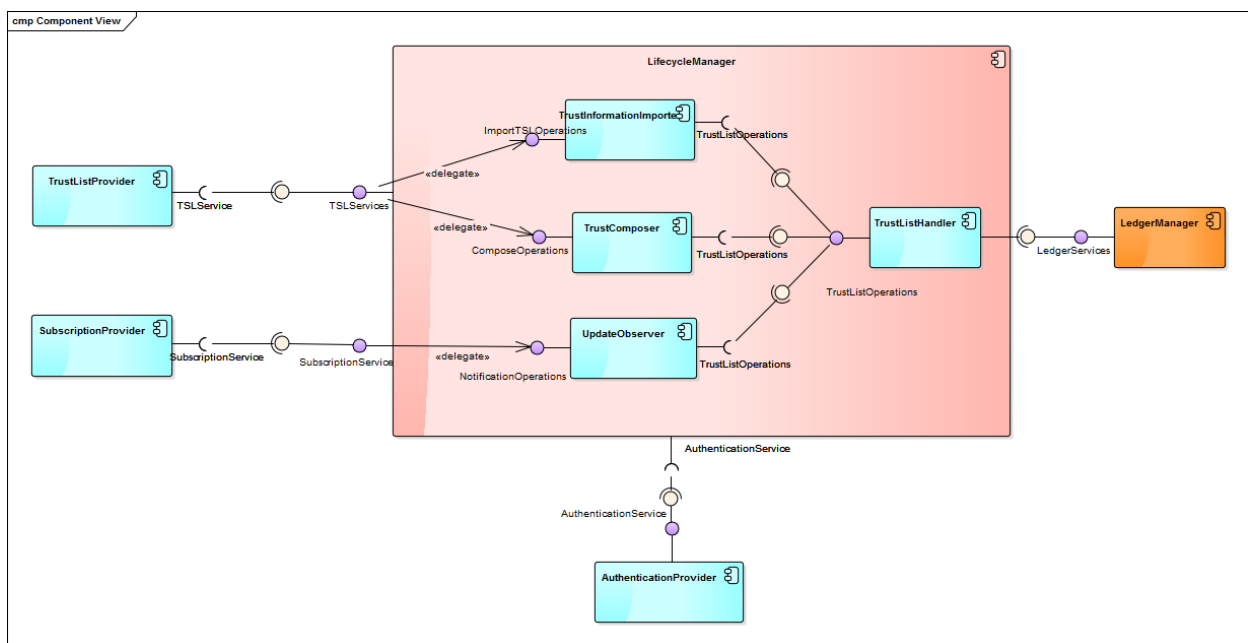 cmp Component View
LifecycleManager
TrustInformationImporte
ImportTSLOperations
TrustListOperations
«delegate»
TrustListProvider
TSLService
TSLServices
«delegate»
TrustComposer
ComposeOperations
TrustListOperations
TrustListHandler
TrustListOperations
LedgerManager
LedgerServices
SubscriptionProvider
SubscriptionService
SubscriptionService
«delegate»
UpdateObserver
NotificationOperations
TrustListOperations
AuthenticationService
AuthenticationService
AuthenticationProvider